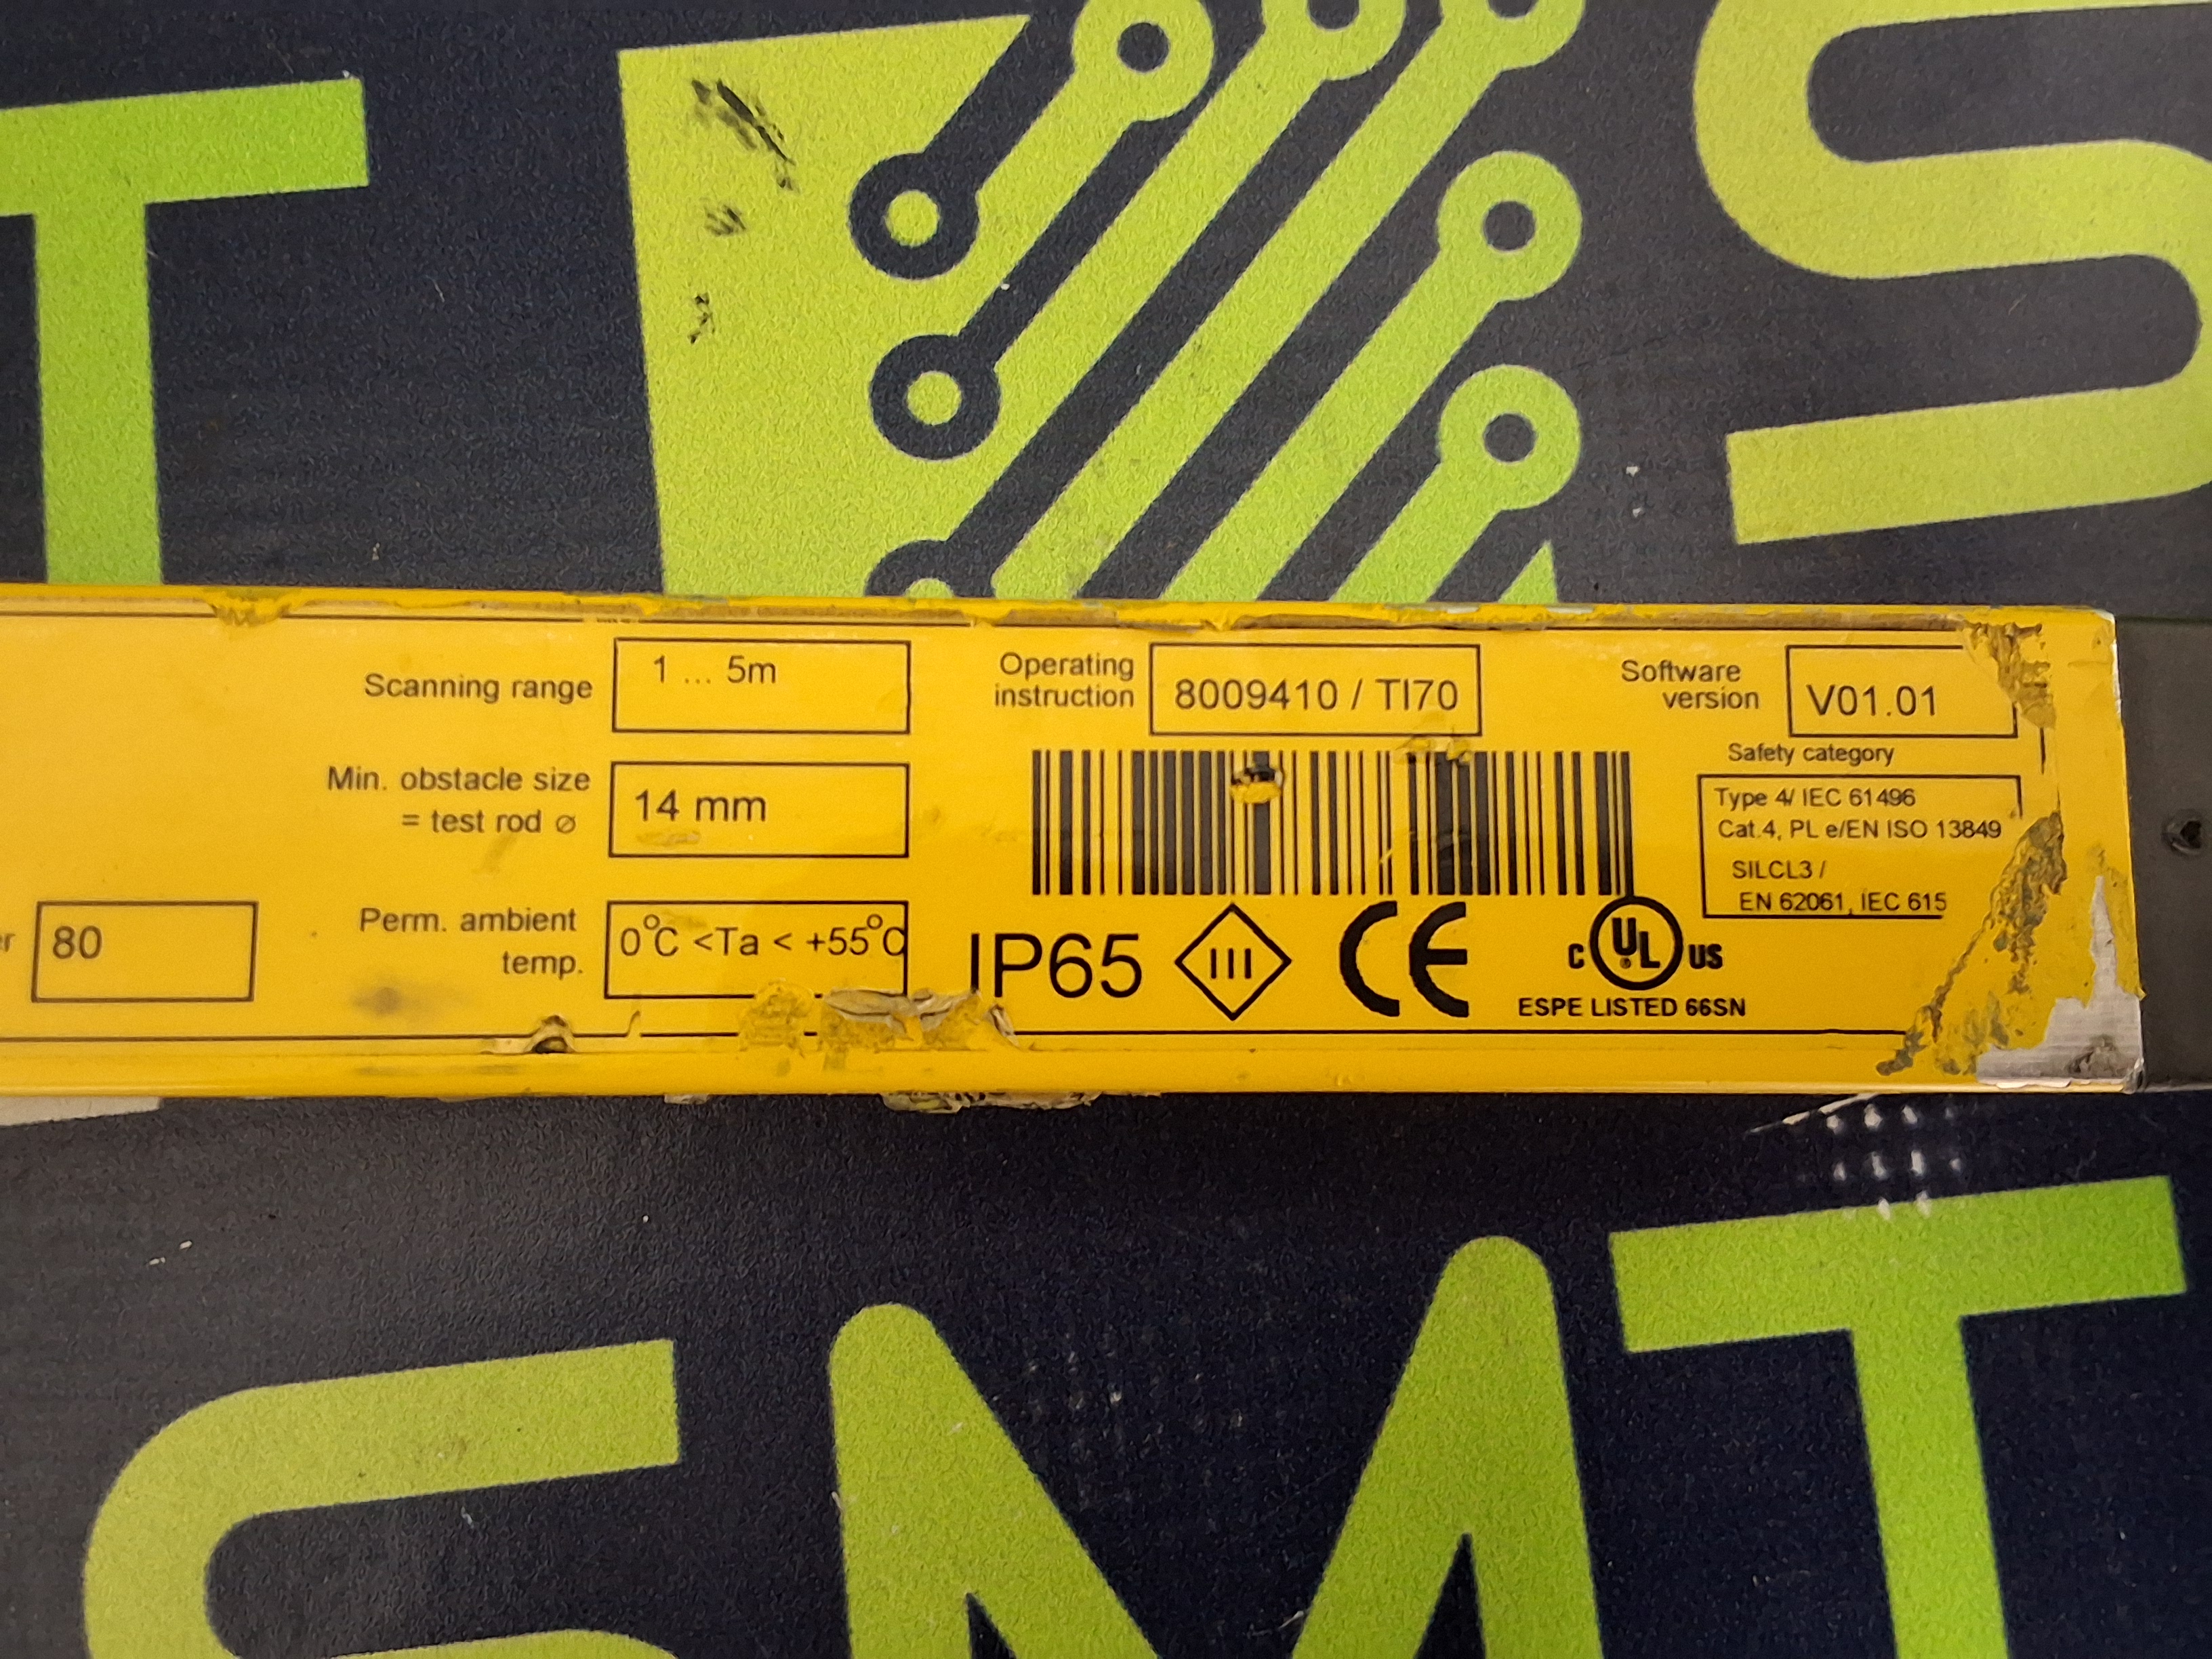 T
S
Scanning range
1 ... 5m
Operating
instruction
8009410 / TI70
Software
version
V01.01
Min. obstacle size
= test rod ⌀
14 mm
Safety category
Type 4/ IEC 61496
Cat.4, PL e/EN ISO 13849
SILCL3 /
EN 62061, IEC 615
80
Perm. ambient
temp.
0°C <Ta < +55°C
IP65
III
CE
c UL us
ESPE LISTED 66SN
SMT